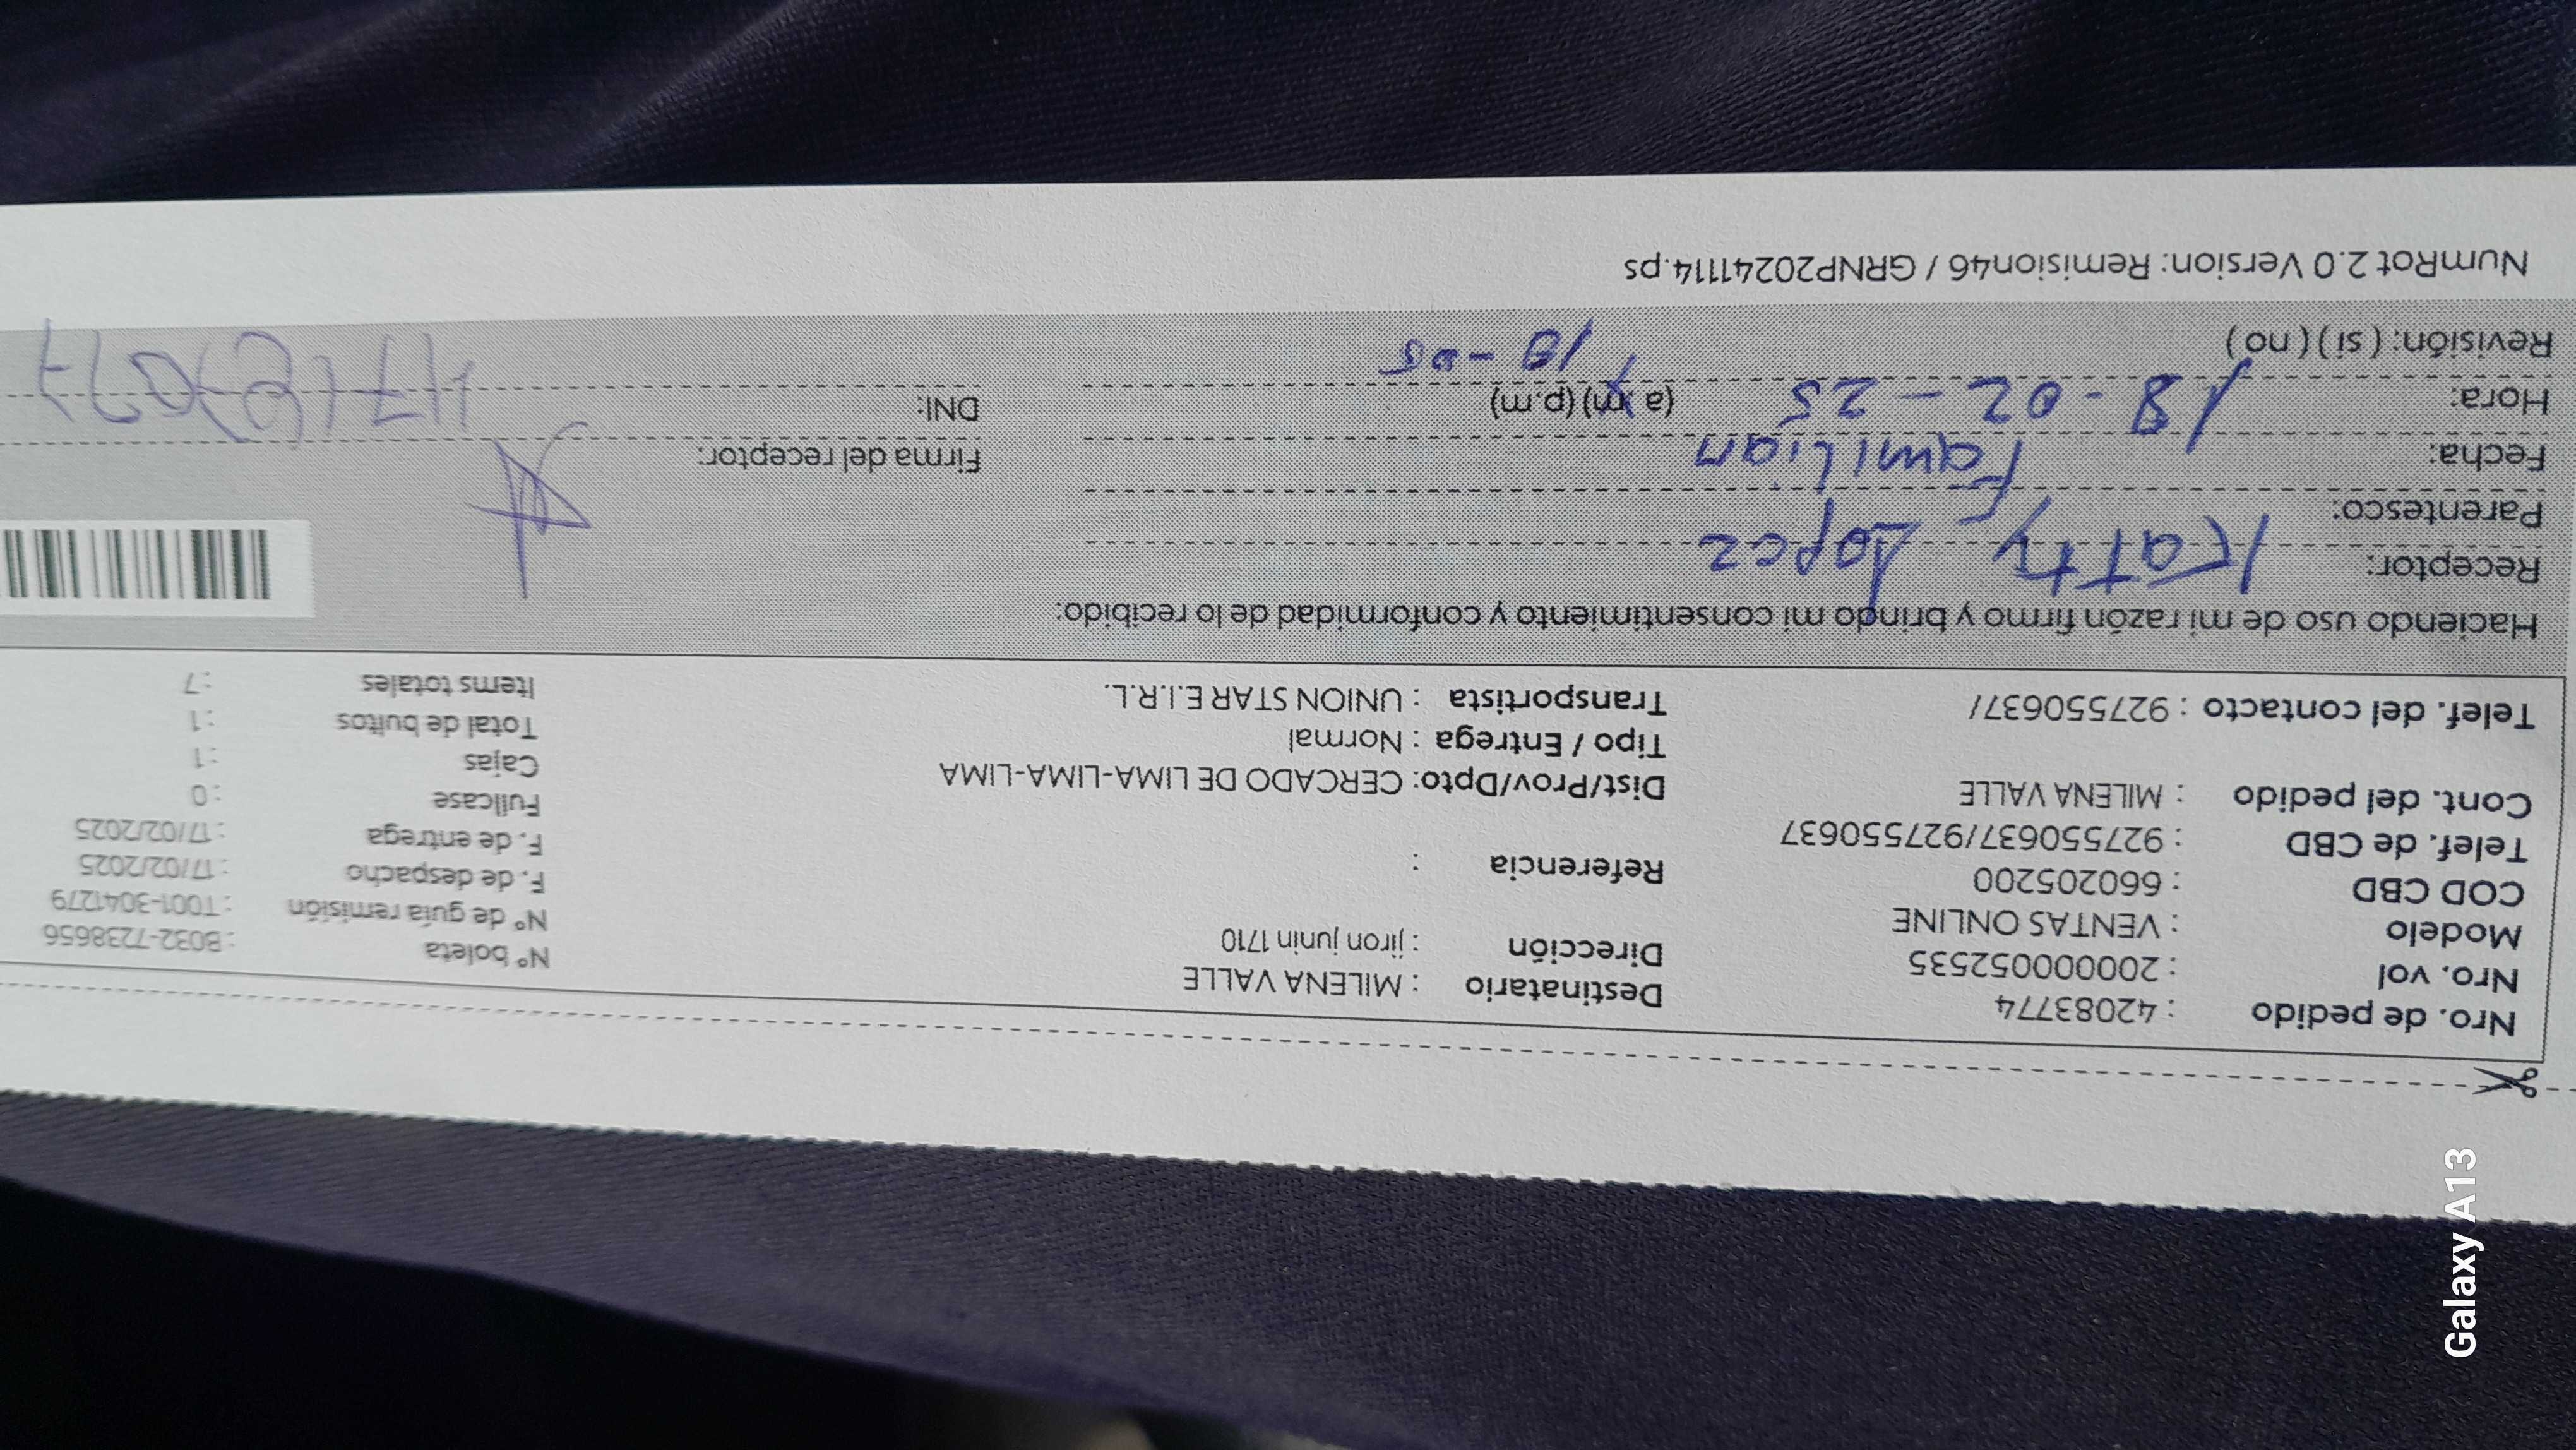 Nro. de pedido : 42083774
Nro. vol : 20000052535
Modelo : VENTAS ONLINE
COD CBD : 660205200
Telef. de CBD : 927550637/927550637
Cont. del pedido : MILENA VALLE
Telef. del contacto : 927550637/
Destinatario : MILENA VALLE
Dirección : jiron junin 1710
Referencia :
Dist/Prov/Dpto: CERCADO DE LIMA-LIMA-LIMA
Tipo / Entrega : Normal
Transportista : UNION STAR E.I.R.L.
N° boleta : B032-7238656
N° de guía remisión : T001-3041279
F. de despacho : 17/02/2025
F. de entrega : 17/02/2025
Fullcase : 0
Cajas : 1
Total de bultos : 1
Items totales : 7
Haciendo uso de mi razón firmo y brindo mi consentimiento y conformidad de lo recibido:
Receptor: Katty Lopez
Parentesco: Familiar
Fecha: 18-02-25
Hora: (a.m) (p.m)
Revisión: ( si ) ( no )
Firma del receptor:
DNI:
NumRot 2.0 Version: Remision46 / GRNP20241114.ps
Galaxy A13